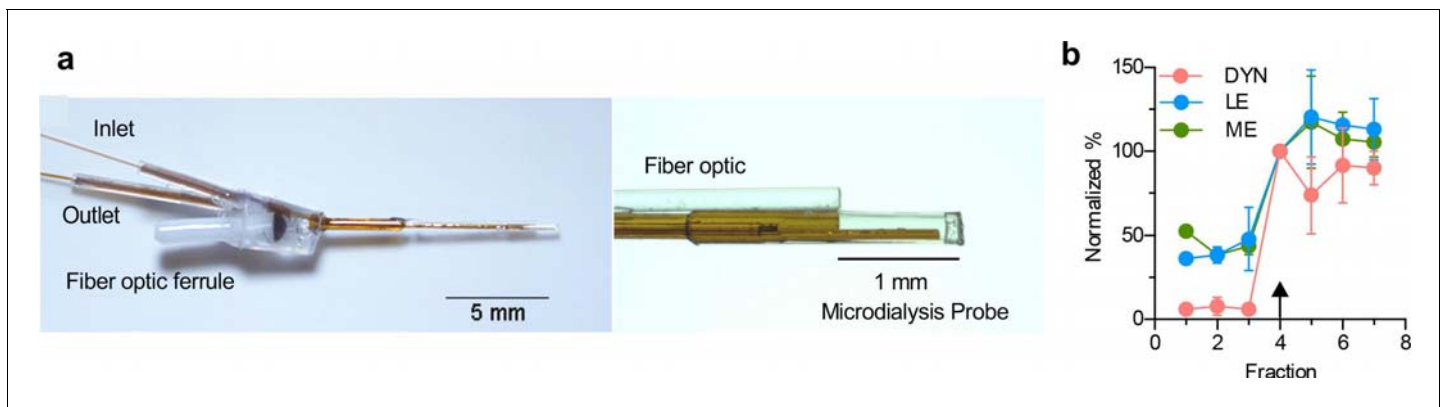 a
Inlet
Outlet
Fiber optic ferrule
5 mm
Fiber optic
1 mm
Microdialysis Probe
b
DYN
LE
ME
Normalized %
150
100
50
0
0 2 4 6 8
Fraction